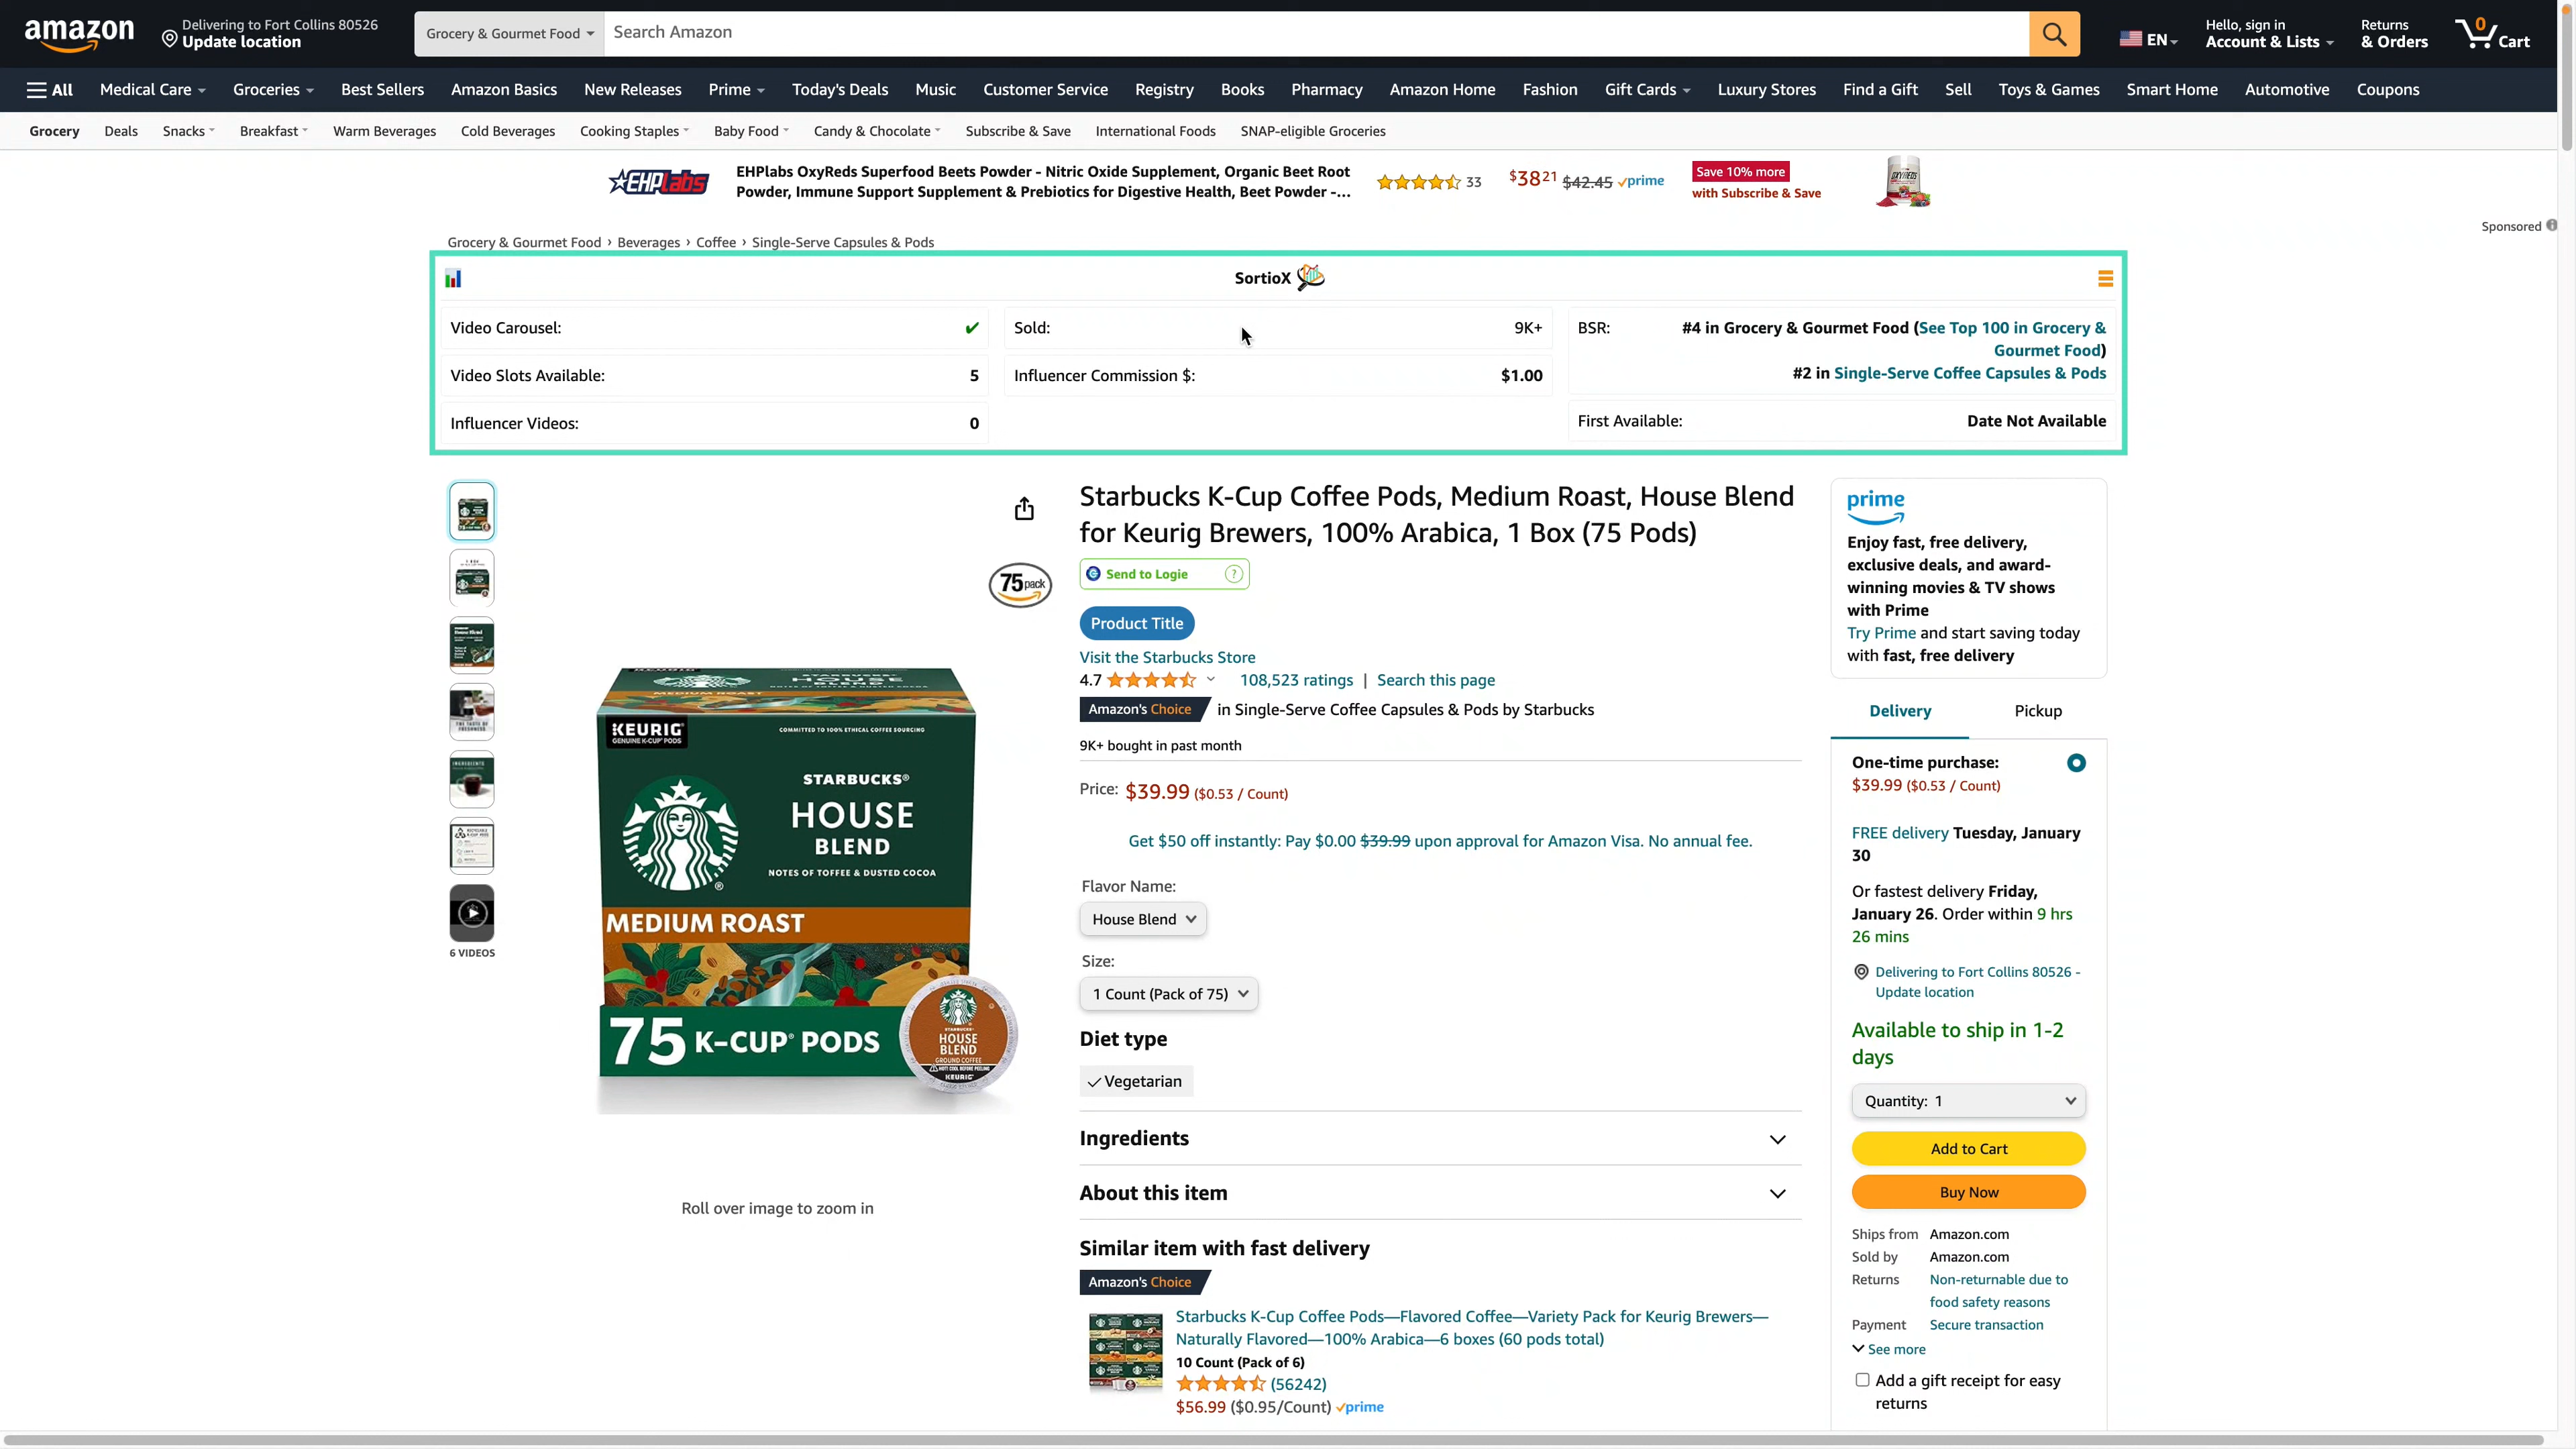 amazon
Delivering to Fort Collins 80526
Update location
Grocery & Gourmet Food
Search Amazon
EN
Hello, sign in
Account & Lists
Returns
& Orders
0
Cart
All
Medical Care
Groceries
Best Sellers
Amazon Basics
New Releases
Prime
Today's Deals
Music
Customer Service
Registry
Books
Pharmacy
Amazon Home
Fashion
Gift Cards
Luxury Stores
Find a Gift
Sell
Toys & Games
Smart Home
Automotive
Coupons
Grocery
Deals
Snacks
Breakfast
Warm Beverages
Cold Beverages
Cooking Staples
Baby Food
Candy & Chocolate
Subscribe & Save
International Foods
SNAP-eligible Groceries
EHPlabs
EHPlabs OxyReds Superfood Beets Powder - Nitric Oxide Supplement, Organic Beet Root
Powder, Immune Support Supplement & Prebiotics for Digestive Health, Beet Powder -...
33
$38 21 $42.45 prime
Save 10% more
with Subscribe & Save
OXYREDS
Sponsored
Grocery & Gourmet Food › Beverages › Coffee › Single-Serve Capsules & Pods
SortioX
Video Carousel: ✔
Video Slots Available: 5
Influencer Videos: 0
Sold: 9K+
Influencer Commission $: $1.00
BSR: #4 in Grocery & Gourmet Food (See Top 100 in Grocery &
Gourmet Food)
#2 in Single-Serve Coffee Capsules & Pods
First Available: Date Not Available
6 VIDEOS
75 pack
KEURIG
GENUINE K-CUP PODS
COMMITTED TO 100% ETHICAL COFFEE SOURCING
STARBUCKS®
HOUSE
BLEND
NOTES OF TOFFEE & DUSTED COCOA
MEDIUM ROAST
75 K-CUP® PODS
STARBUCKS
HOUSE
BLEND
GROUND COFFEE
KEURIG
Roll over image to zoom in
Starbucks K-Cup Coffee Pods, Medium Roast, House Blend
for Keurig Brewers, 100% Arabica, 1 Box (75 Pods)
Send to Logie ?
Product Title
Visit the Starbucks Store
4.7 108,523 ratings | Search this page
Amazon's Choice in Single-Serve Coffee Capsules & Pods by Starbucks
9K+ bought in past month
Price: $39.99 ($0.53 / Count)
Get $50 off instantly: Pay $0.00 $39.99 upon approval for Amazon Visa. No annual fee.
Flavor Name:
House Blend
Size:
1 Count (Pack of 75)
Diet type
Vegetarian
Ingredients
About this item
Similar item with fast delivery
Amazon's Choice
Starbucks K-Cup Coffee Pods—Flavored Coffee—Variety Pack for Keurig Brewers—
Naturally Flavored—100% Arabica—6 boxes (60 pods total)
10 Count (Pack of 6)
(56242)
$56.99 ($0.95/Count) prime
prime
Enjoy fast, free delivery,
exclusive deals, and award-
winning movies & TV shows
with Prime
Try Prime and start saving today
with fast, free delivery
Delivery
Pickup
One-time purchase:
$39.99 ($0.53 / Count)
FREE delivery Tuesday, January
30
Or fastest delivery Friday,
January 26. Order within 9 hrs
26 mins
Delivering to Fort Collins 80526 -
Update location
Available to ship in 1-2
days
Quantity: 1
Add to Cart
Buy Now
Ships from Amazon.com
Sold by Amazon.com
Returns Non-returnable due to
food safety reasons
Payment Secure transaction
See more
Add a gift receipt for easy
returns